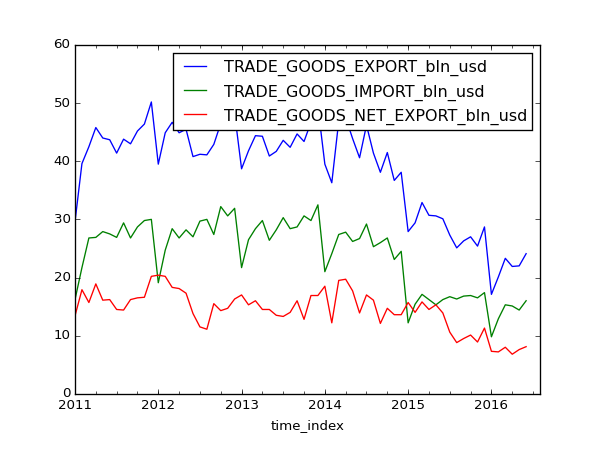 60
50
40
30
20
10
0
TRADE_GOODS_EXPORT_bln_usd
TRADE_GOODS_IMPORT_bln_usd
TRADE_GOODS_NET_EXPORT_bln_usd
2011 2012 2013 2014 2015 2016
time_index